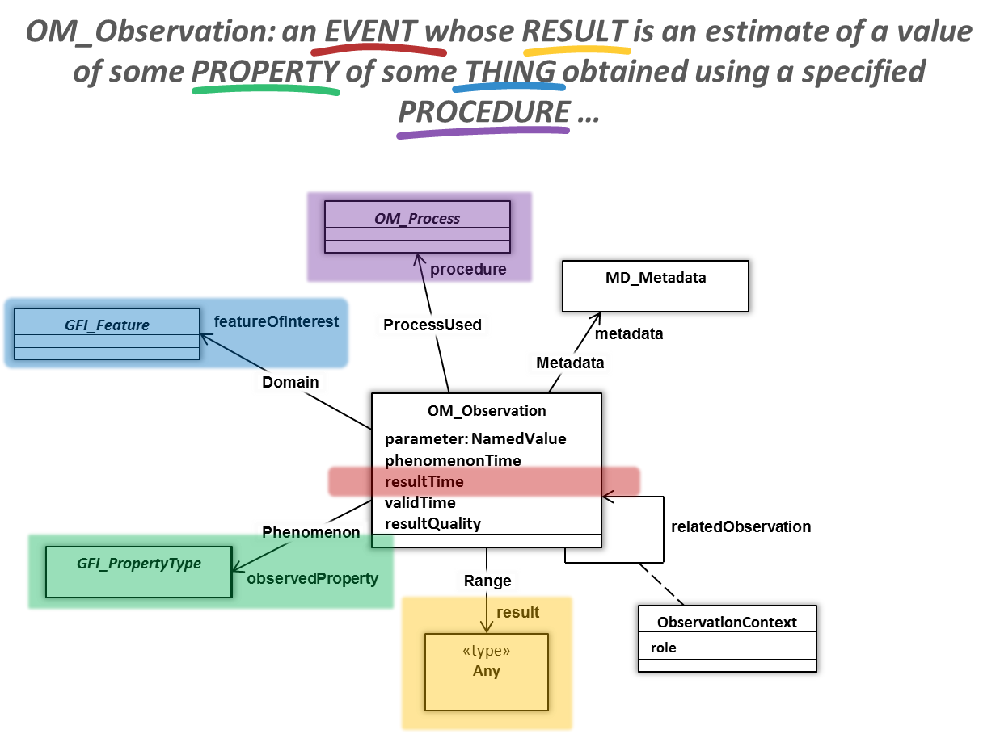 OM_Observation: an EVENT whose RESULT is an estimate of a value
of some PROPERTY of some THING obtained using a specified
PROCEDURE ...
OM_Process
procedure
MD_Metadata
metadata
GFI_Feature
featureOfInterest
ProcessUsed
Metadata
Domain
OM_Observation
parameter: NamedValue
phenomenonTime
resultTime
validTime
resultQuality
relatedObservation
Phenomenon
GFI_PropertyType
observedProperty
Range
result
«type»
Any
ObservationContext
role